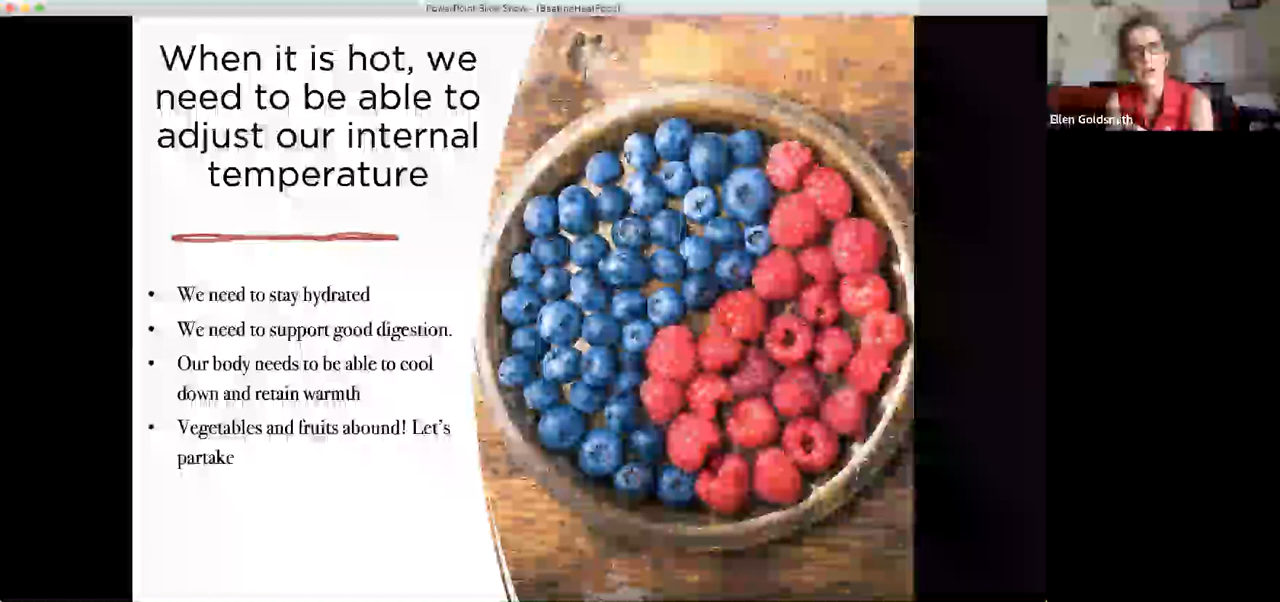 PowerPoint Slide Show - [BeatTheHeatFood]
When it is hot, we
need to be able to
adjust our internal
temperature
• We need to stay hydrated
• We need to support good digestion.
• Our body needs to be able to cool
down and retain warmth
• Vegetables and fruits abound! Let's
partake
Ellen Goldsmith